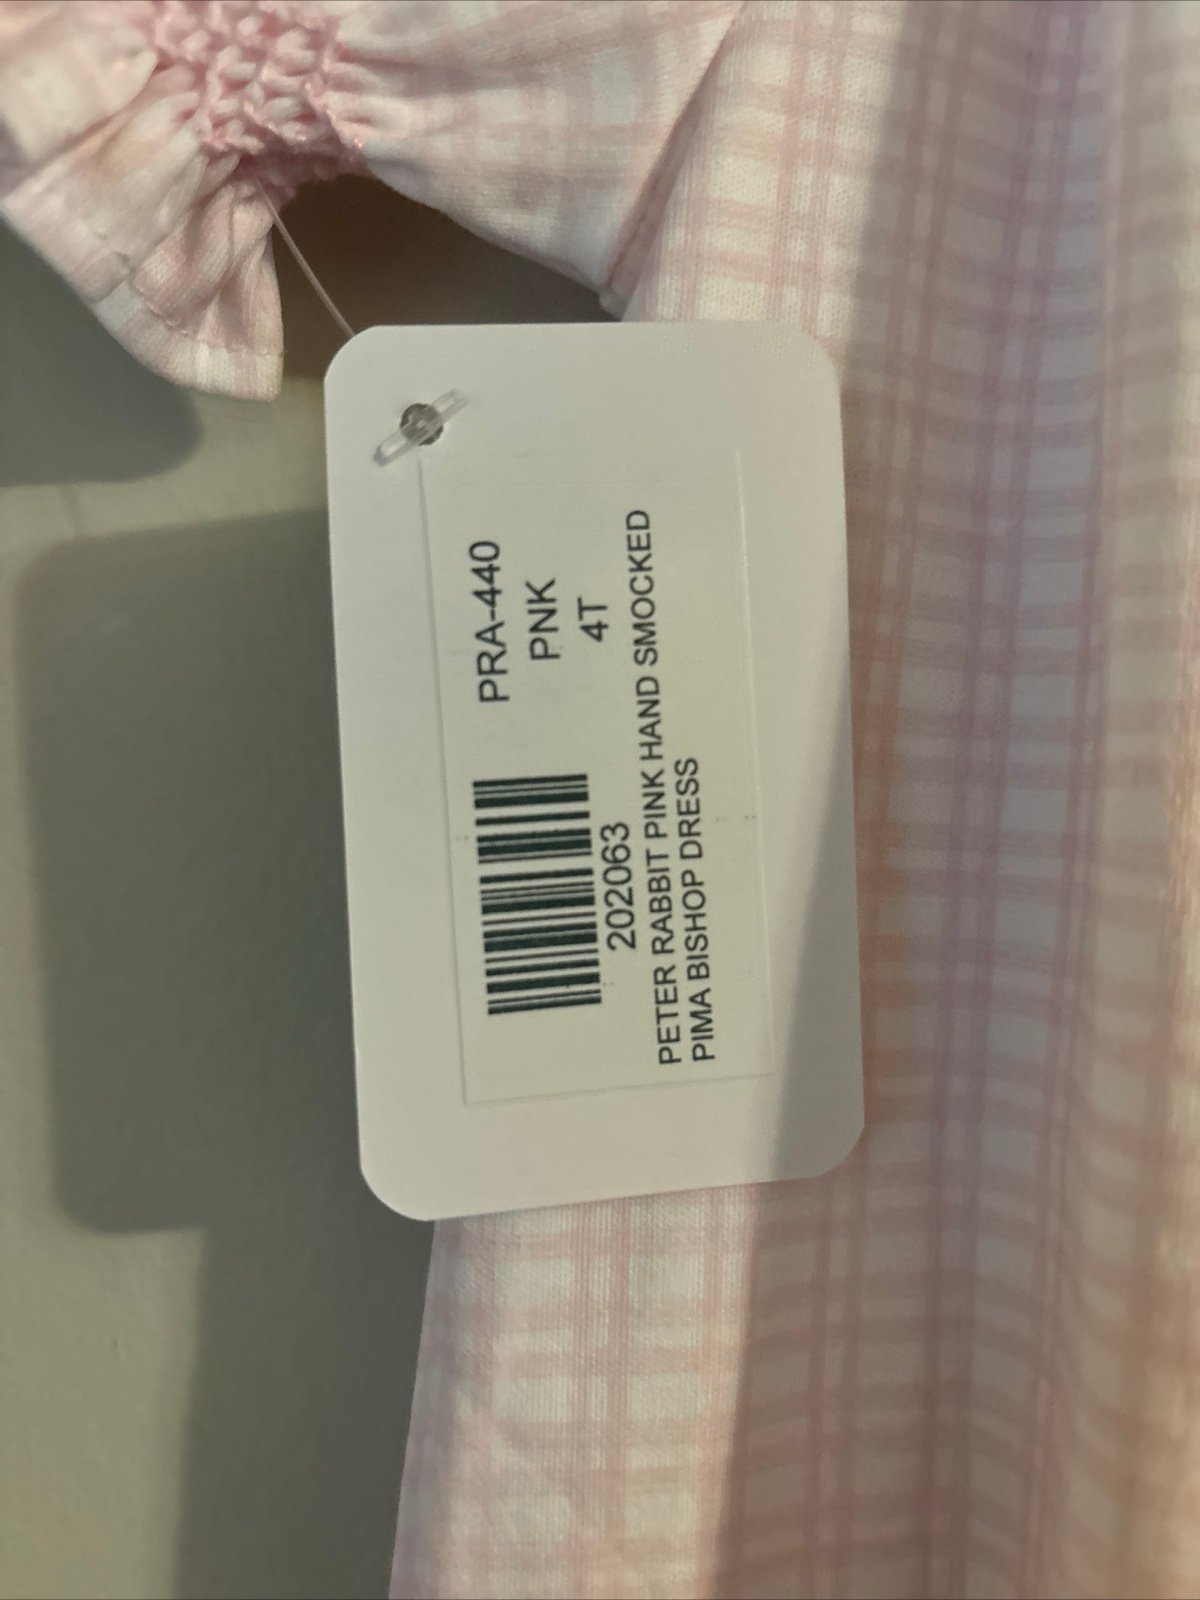 PRA-440
PNK
4T
202063
PETER RABBIT PINK HAND SMOCKED
PIMA BISHOP DRESS